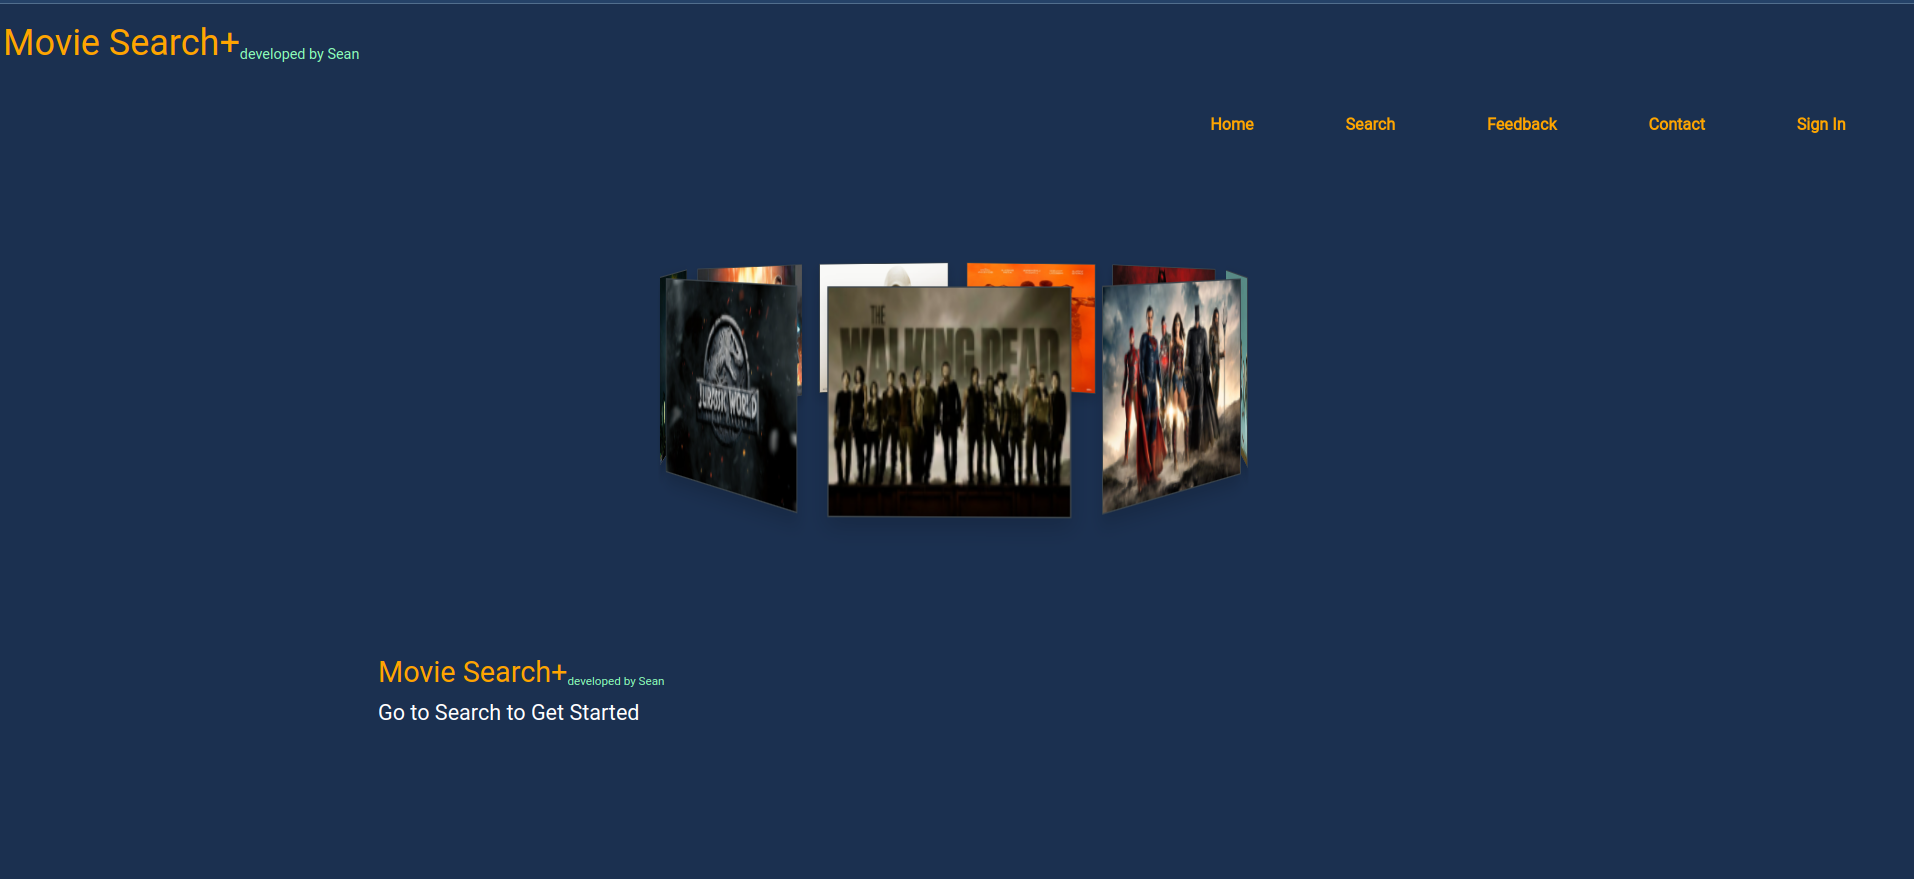 Movie Search+developed by Sean
Home Search Feedback Contact Sign In
THE
WALKING DEAD
JURASSIC WORLD
Movie Search+developed by Sean
Go to Search to Get Started